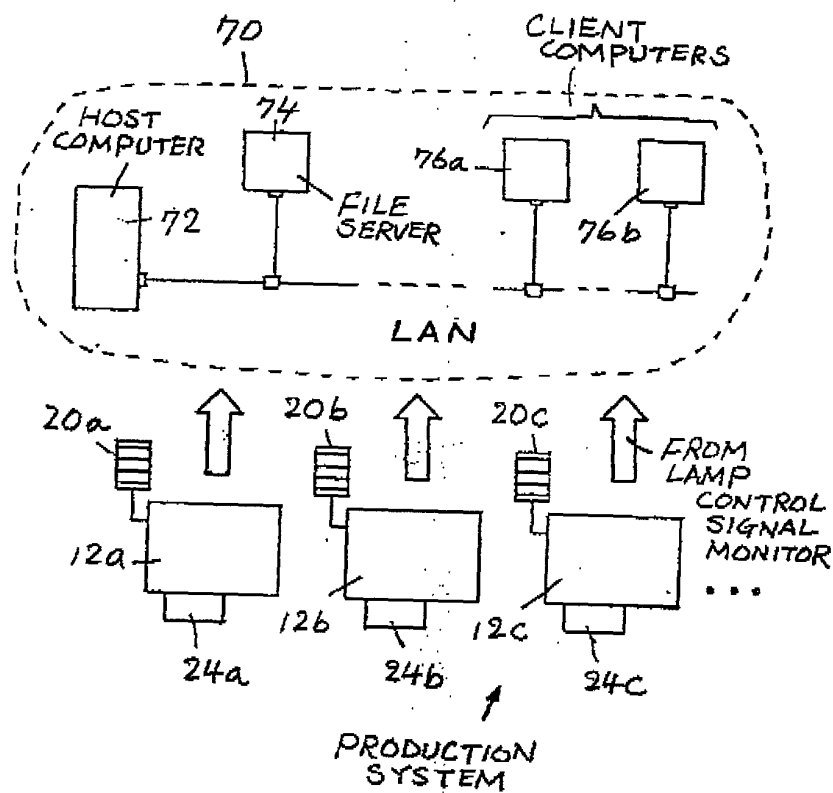 70
CLIENT
COMPUTERS
74
HOST
COMPUTER
76a
72
FILE
SERVER
76b
LAN
20a
20b
20c
FROM
LAMP
CONTROL
SIGNAL
MONITOR
12a
12b
12c
...
24a
24b
24c
PRODUCTION
SYSTEM